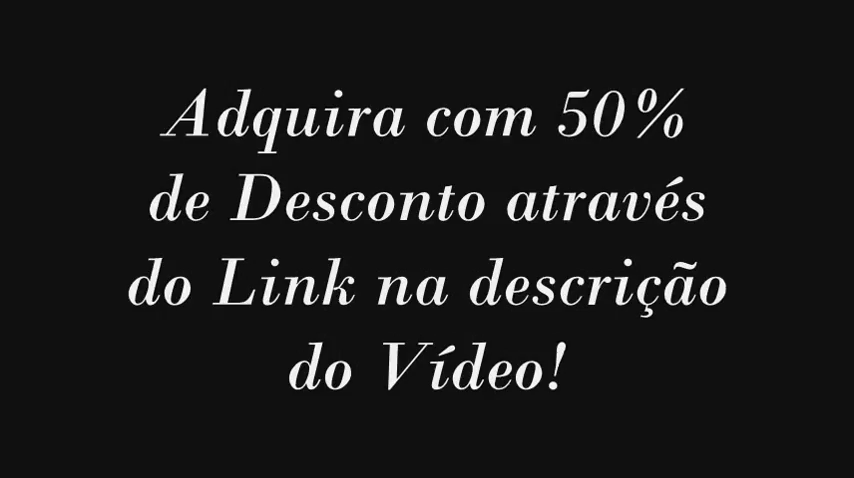 Adquira com 50%
de Desconto através
do Link na descrição
do Vídeo!